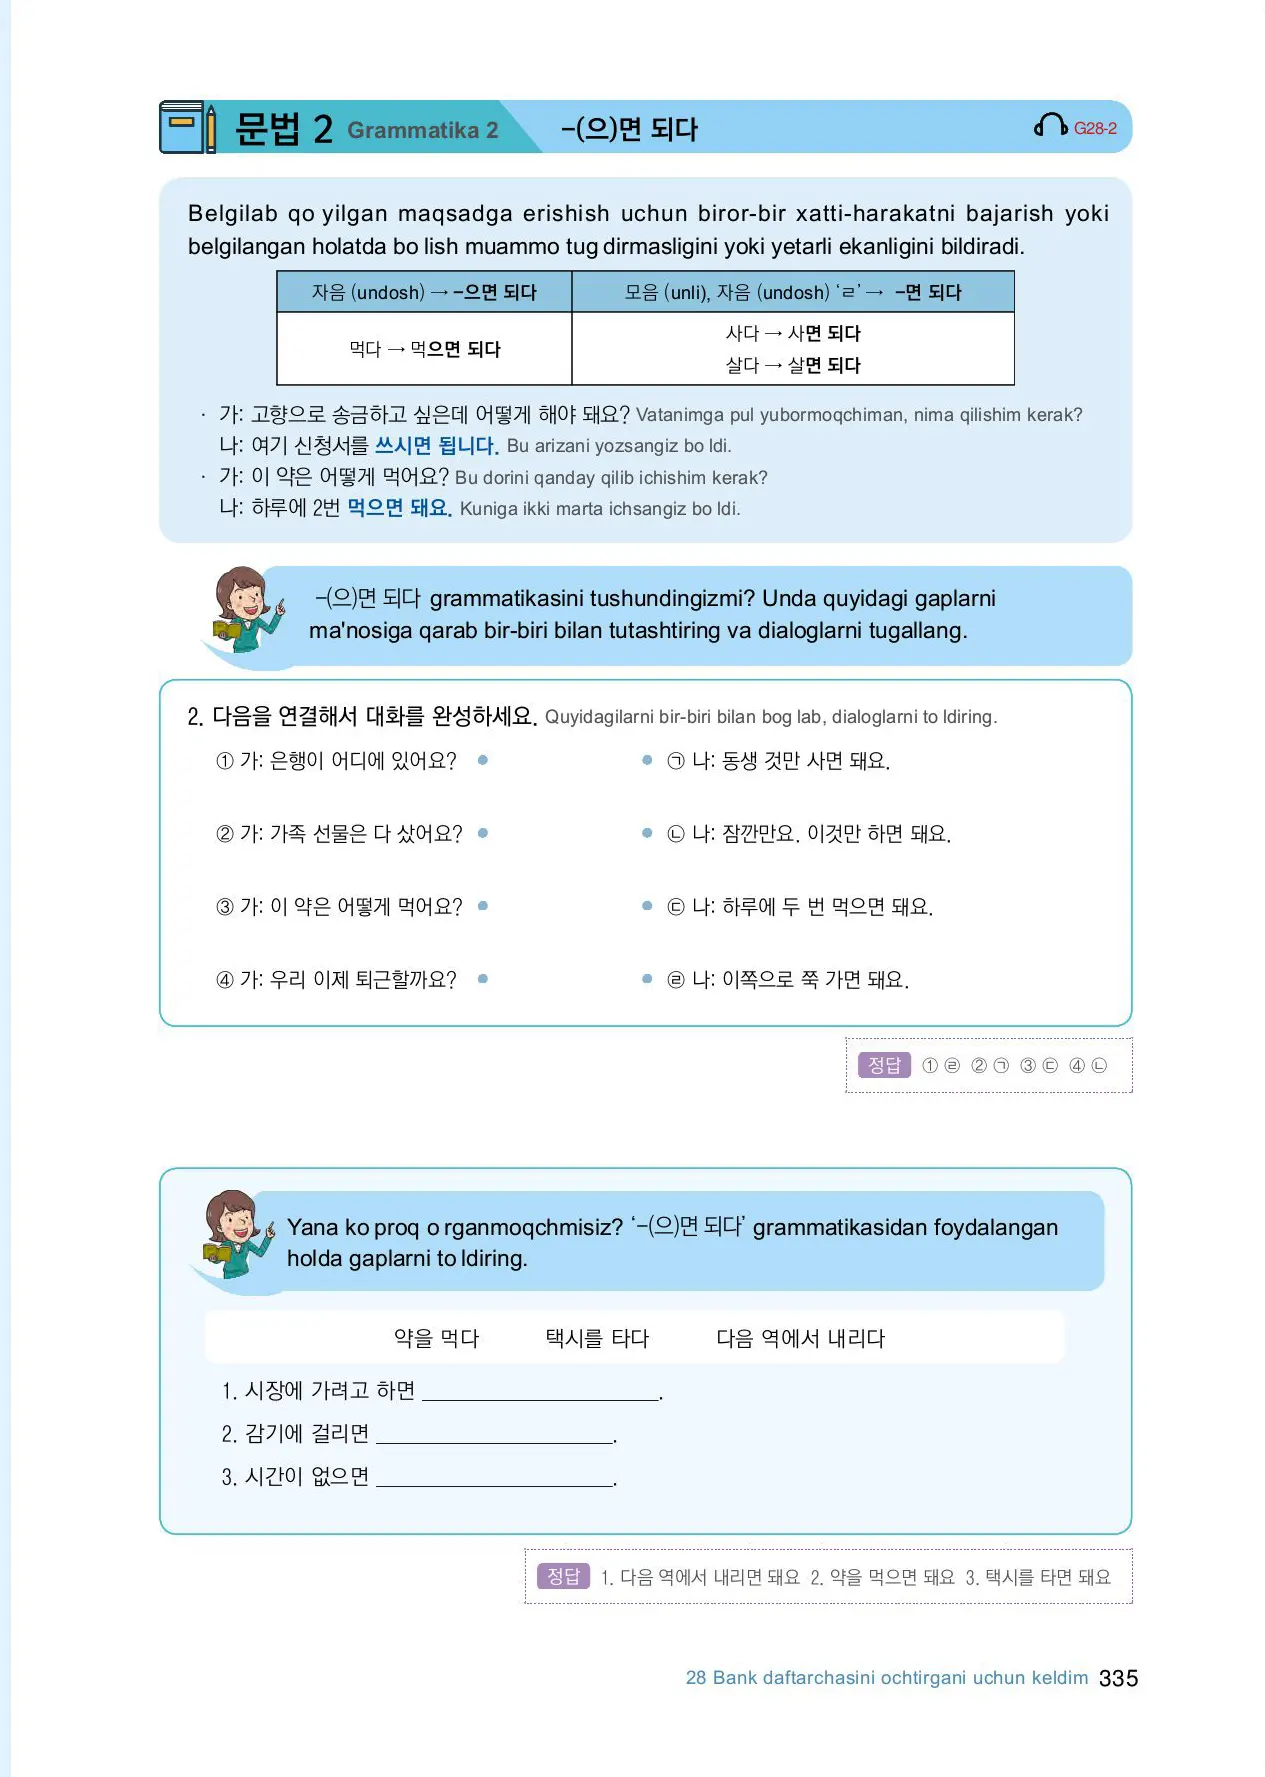 문법 2 Grammatika 2 -(으)면 되다 G28-2
Belgilab qo yilgan maqsadga erishish uchun biror-bir xatti-harakatni bajarish yoki
belgilangan holatda bo lish muammo tug dirmasligini yoki yetarli ekanligini bildiradi.
자음 (undosh) → -으면 되다 모음 (unli), 자음 (undosh) ‘ㄹ’ → -면 되다
먹다 → 먹으면 되다
사다 → 사면 되다
살다 → 살면 되다
· 가: 고향으로 송금하고 싶은데 어떻게 해야 돼요? Vatanimga pul yubormoqchiman, nima qilishim kerak?
나: 여기 신청서를 쓰시면 됩니다. Bu arizani yozsangiz bo ldi.
· 가: 이 약은 어떻게 먹어요? Bu dorini qanday qilib ichishim kerak?
나: 하루에 2번 먹으면 돼요. Kuniga ikki marta ichsangiz bo ldi.
-(으)면 되다 grammatikasini tushundingizmi? Unda quyidagi gaplarni
ma'nosiga qarab bir-biri bilan tutashtiring va dialoglarni tugallang.
2. 다음을 연결해서 대화를 완성하세요. Quyidagilarni bir-biri bilan bog lab, dialoglarni to ldiring.
① 가: 은행이 어디에 있어요? • • ㉠ 나: 동생 것만 사면 돼요.
② 가: 가족 선물은 다 샀어요? • • ㉡ 나: 잠깐만요. 이것만 하면 돼요.
③ 가: 이 약은 어떻게 먹어요? • • ㉢ 나: 하루에 두 번 먹으면 돼요.
④ 가: 우리 이제 퇴근할까요? • • ㉣ 나: 이쪽으로 쭉 가면 돼요.
정답 ① ㉣ ② ㉠ ③ ㉢ ④ ㉡
Yana ko proq o rganmoqchmisiz? ‘-(으)면 되다’ grammatikasidan foydalangan
holda gaplarni to ldiring.
약을 먹다 택시를 타다 다음 역에서 내리다
1. 시장에 가려고 하면 ____________________.
2. 감기에 걸리면 ____________________.
3. 시간이 없으면 ____________________.
정답 1. 다음 역에서 내리면 돼요 2. 약을 먹으면 돼요 3. 택시를 타면 돼요
28 Bank daftarchasini ochtirgani uchun keldim 335